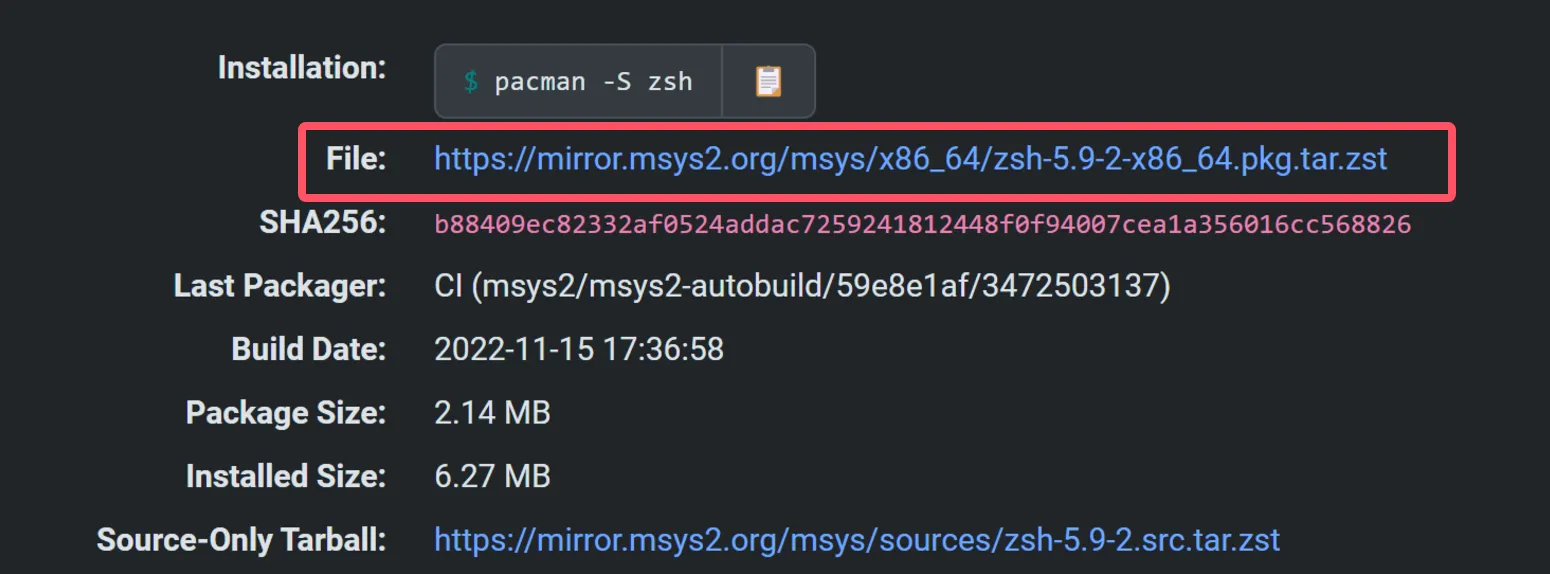 Installation: $ pacman -S zsh
File: https://mirror.msys2.org/msys/x86_64/zsh-5.9-2-x86_64.pkg.tar.zst
SHA256: b88409ec82332af0524addac7259241812448f0f94007cea1a356016cc568826
Last Packager: CI (msys2/msys2-autobuild/59e8e1af/3472503137)
Build Date: 2022-11-15 17:36:58
Package Size: 2.14 MB
Installed Size: 6.27 MB
Source-Only Tarball: https://mirror.msys2.org/msys/sources/zsh-5.9-2.src.tar.zst